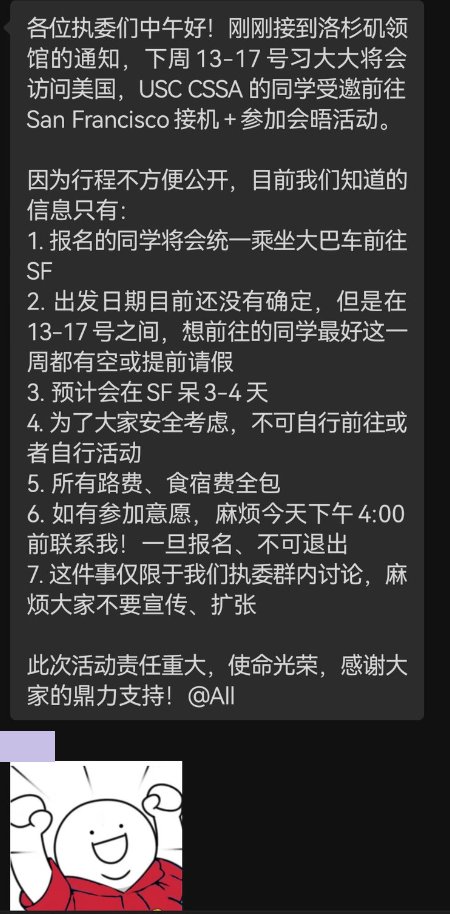 各位执委们中午好！刚刚接到洛杉矶领
馆的通知，下周 13-17 号习大大将会
访问美国，USC CSSA 的同学受邀前往
San Francisco 接机 + 参加会晤活动。
因为行程不方便公开，目前我们知道的
信息只有：
1. 报名的同学将会统一乘坐大巴车前往
SF
2. 出发日期目前还没有确定，但是在
13-17 号之间，想前往的同学最好这一
周都有空或提前请假
3. 预计会在 SF 呆 3-4 天
4. 为了大家安全考虑，不可自行前往或
者自行活动
5. 所有路费、食宿费全包
6. 如有参加意愿，麻烦今天下午 4:00
前联系我！一旦报名、不可退出
7. 这件事仅限于我们执委群内讨论，麻
烦大家不要宣传、扩张
此次活动责任重大，使命光荣，感谢大
家的鼎力支持！@All